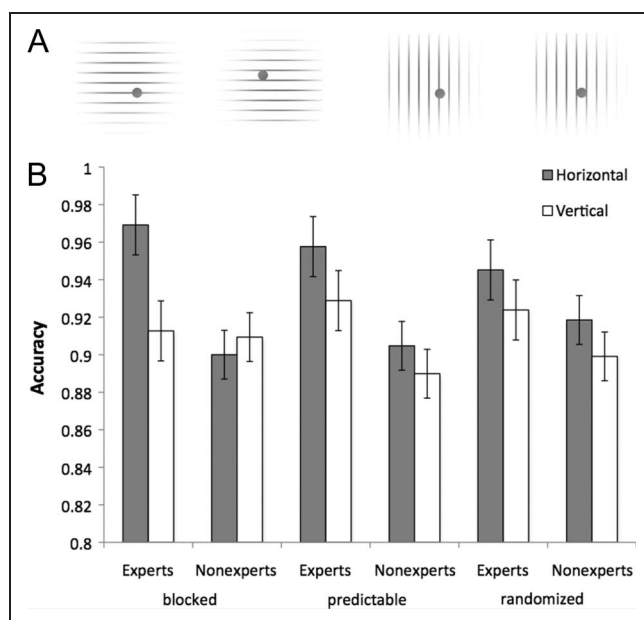 A
B
1
0.98
0.96
0.94
0.92
0.9
0.88
0.86
0.84
0.82
0.8
Accuracy
Horizontal
Vertical
Experts Nonexperts Experts Nonexperts Experts Nonexperts
blocked predictable randomized